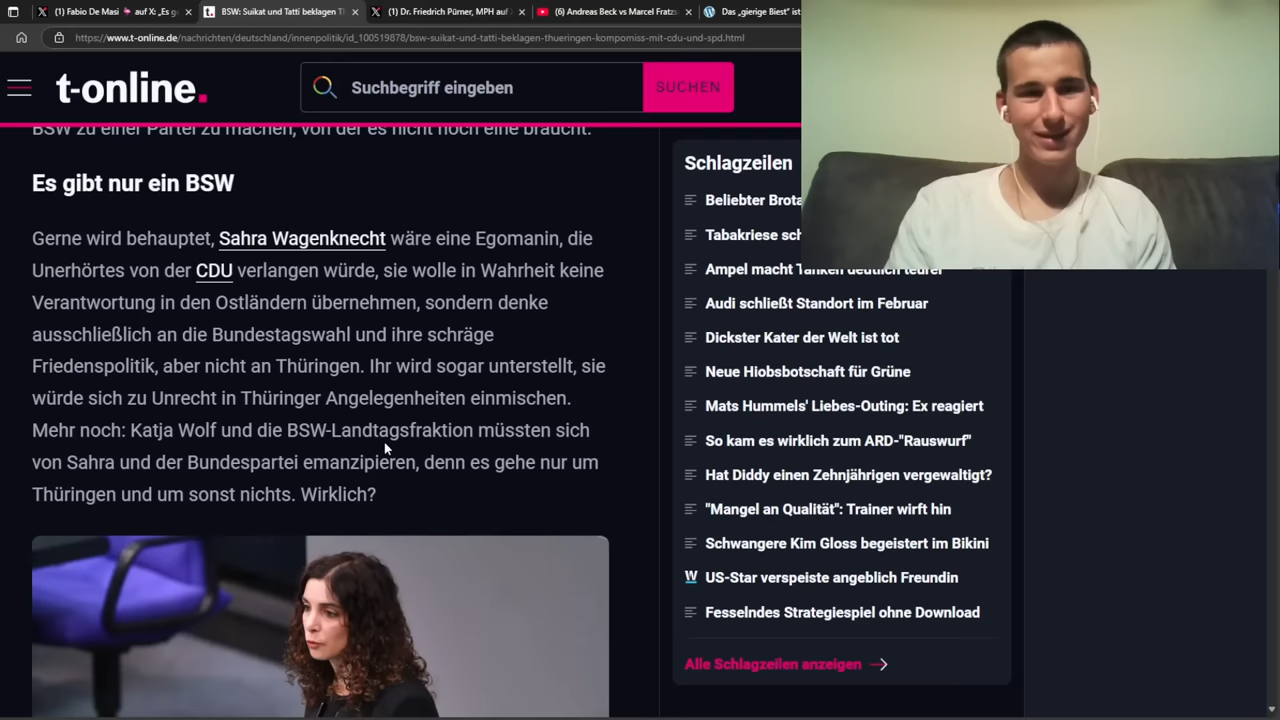 (1) Fabio De Masi 🦩 auf X: „Es g
BSW: Suikat und Tatti beklagen T
(1) Dr. Friedrich Pürner, MPH auf
(6) Andreas Beck vs Marcel Fratzs
Das „gierige Biest" ist
https://www.t-online.de/nachrichten/deutschland/innenpolitik/id_100519878/bsw-suikat-und-tatti-beklagen-thueringen-kompomiss-mit-cdu-und-spd.html
t-online.
Suchbegriff eingeben
SUCHEN
BSW zu einer Partei zu machen, von der es nicht noch eine braucht.
Es gibt nur ein BSW
Gerne wird behauptet, Sahra Wagenknecht wäre eine Egomanin, die
Unerhörtes von der CDU verlangen würde, sie wolle in Wahrheit keine
Verantwortung in den Ostländern übernehmen, sondern denke
ausschließlich an die Bundestagswahl und ihre schräge
Friedenspolitik, aber nicht an Thüringen. Ihr wird sogar unterstellt, sie
würde sich zu Unrecht in Thüringer Angelegenheiten einmischen.
Mehr noch: Katja Wolf und die BSW-Landtagsfraktion müssten sich
von Sahra und der Bundespartei emanzipieren, denn es gehe nur um
Thüringen und um sonst nichts. Wirklich?
Schlagzeilen
Beliebter Brota
Tabakriese sch
Ampel macht Tanken deutlich teurer
Audi schließt Standort im Februar
Dickster Kater der Welt ist tot
Neue Hiobsbotschaft für Grüne
Mats Hummels' Liebes-Outing: Ex reagiert
So kam es wirklich zum ARD-"Rauswurf"
Hat Diddy einen Zehnjährigen vergewaltigt?
"Mangel an Qualität": Trainer wirft hin
Schwangere Kim Gloss begeistert im Bikini
US-Star verspeiste angeblich Freundin
Fesselndes Strategiespiel ohne Download
Alle Schlagzeilen anzeigen